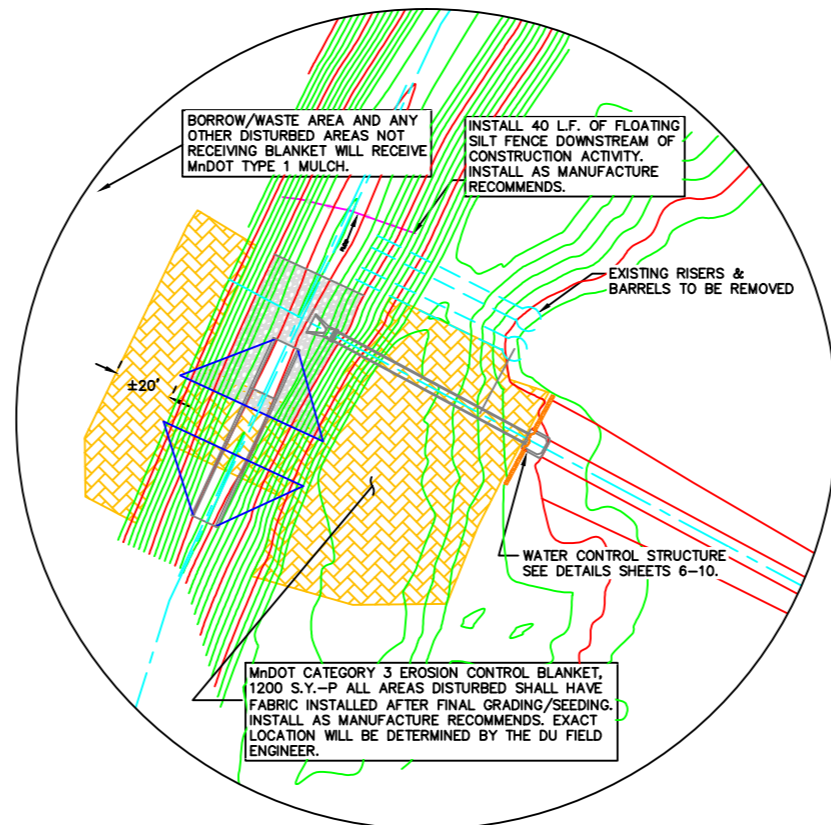 BORROW/WASTE AREA AND ANY
OTHER DISTURBED AREAS NOT
RECEIVING BLANKET WILL RECEIVE
MnDOT TYPE 1 MULCH.
INSTALL 40 L.F. OF FLOATING
SILT FENCE DOWNSTREAM OF
CONSTRUCTION ACTIVITY.
INSTALL AS MANUFACTURE
RECOMMENDS.
EXISTING RISERS &
BARRELS TO BE REMOVED
±20'
WATER CONTROL STRUCTURE
SEE DETAILS SHEETS 6-10.
MnDOT CATEGORY 3 EROSION CONTROL BLANKET,
1200 S.Y.-P ALL AREAS DISTURBED SHALL HAVE
FABRIC INSTALLED AFTER FINAL GRADING/SEEDING.
INSTALL AS MANUFACTURE RECOMMENDS. EXACT
LOCATION WILL BE DETERMINED BY THE DU FIELD
ENGINEER.